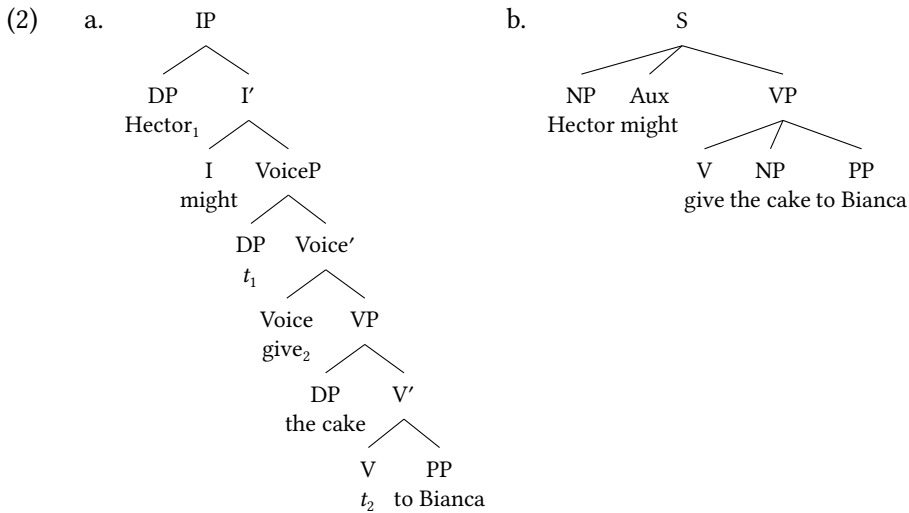 (2) a. IP b. S
DP I′ NP Aux VP
Hector₁ Hector might
I VoiceP V NP PP
might give the cake to Bianca
DP Voice′
t₁
Voice VP
give₂
DP V′
the cake
V PP
t₂ to Bianca